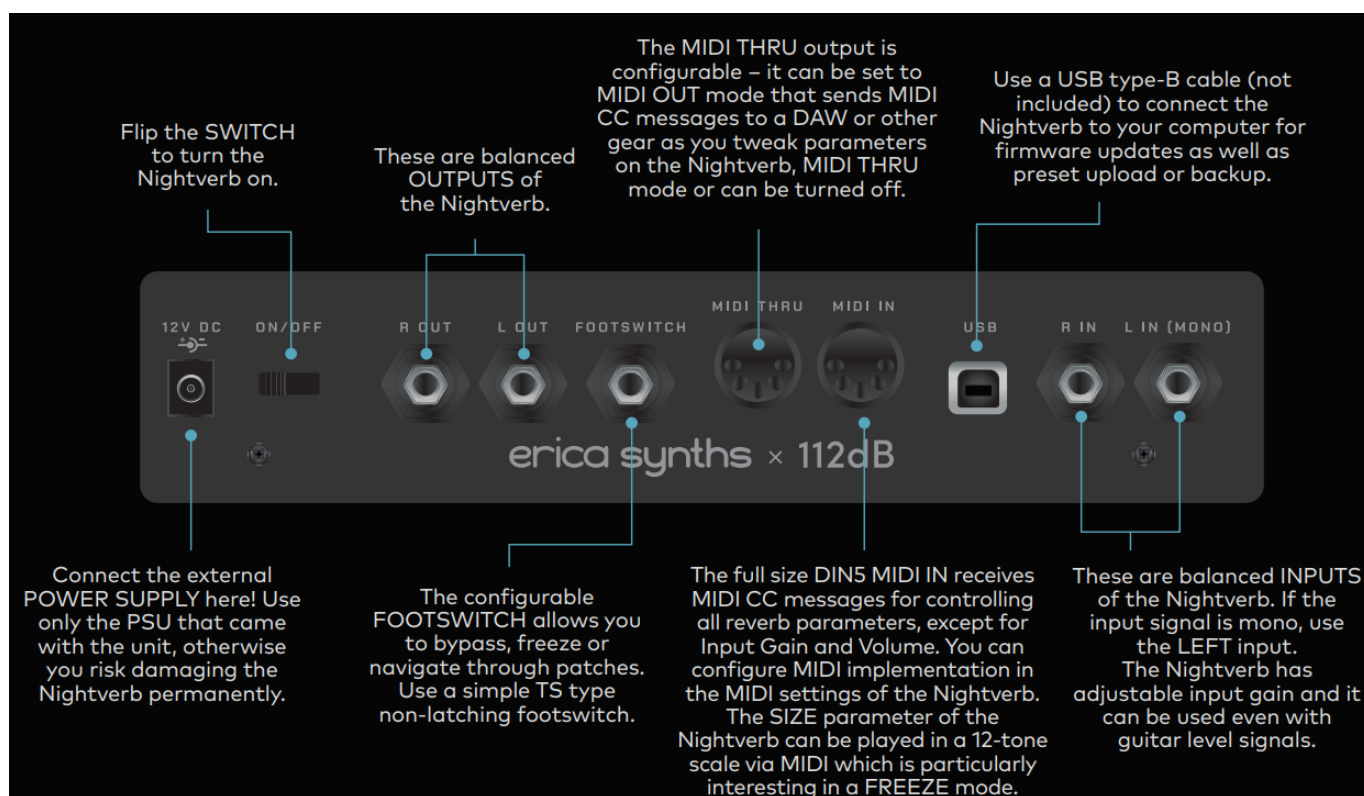 The MIDI THRU output is
configurable – it can be set to
MIDI OUT mode that sends MIDI
CC messages to a DAW or other
gear as you tweak parameters
on the Nightverb, MIDI THRU
mode or can be turned off.
Use a USB type-B cable (not
included) to connect the
Nightverb to your computer for
firmware updates as well as
preset upload or backup.
Flip the SWITCH
to turn the
Nightverb on.
These are balanced
OUTPUTS of
the Nightverb.
MIDI THRU
MIDI IN
12V DC
+ -
ON/OFF
R OUT
L OUT
FOOTSWITCH
USB
R IN
L IN (MONO)
erica synths × 112dB
Connect the external
POWER SUPPLY here! Use
only the PSU that came
with the unit, otherwise
you risk damaging the
Nightverb permanently.
The configurable
FOOTSWITCH allows you
to bypass, freeze or
navigate through patches.
Use a simple TS type
non-latching footswitch.
The full size DIN5 MIDI IN receives
MIDI CC messages for controlling
all reverb parameters, except for
Input Gain and Volume. You can
configure MIDI implementation in
the MIDI settings of the Nightverb.
The SIZE parameter of the
Nightverb can be played in a 12-tone
scale via MIDI which is particularly
interesting in a FREEZE mode.
These are balanced INPUTS
of the Nightverb. If the
input signal is mono, use
the LEFT input.
The Nightverb has
adjustable input gain and it
can be used even with
guitar level signals.